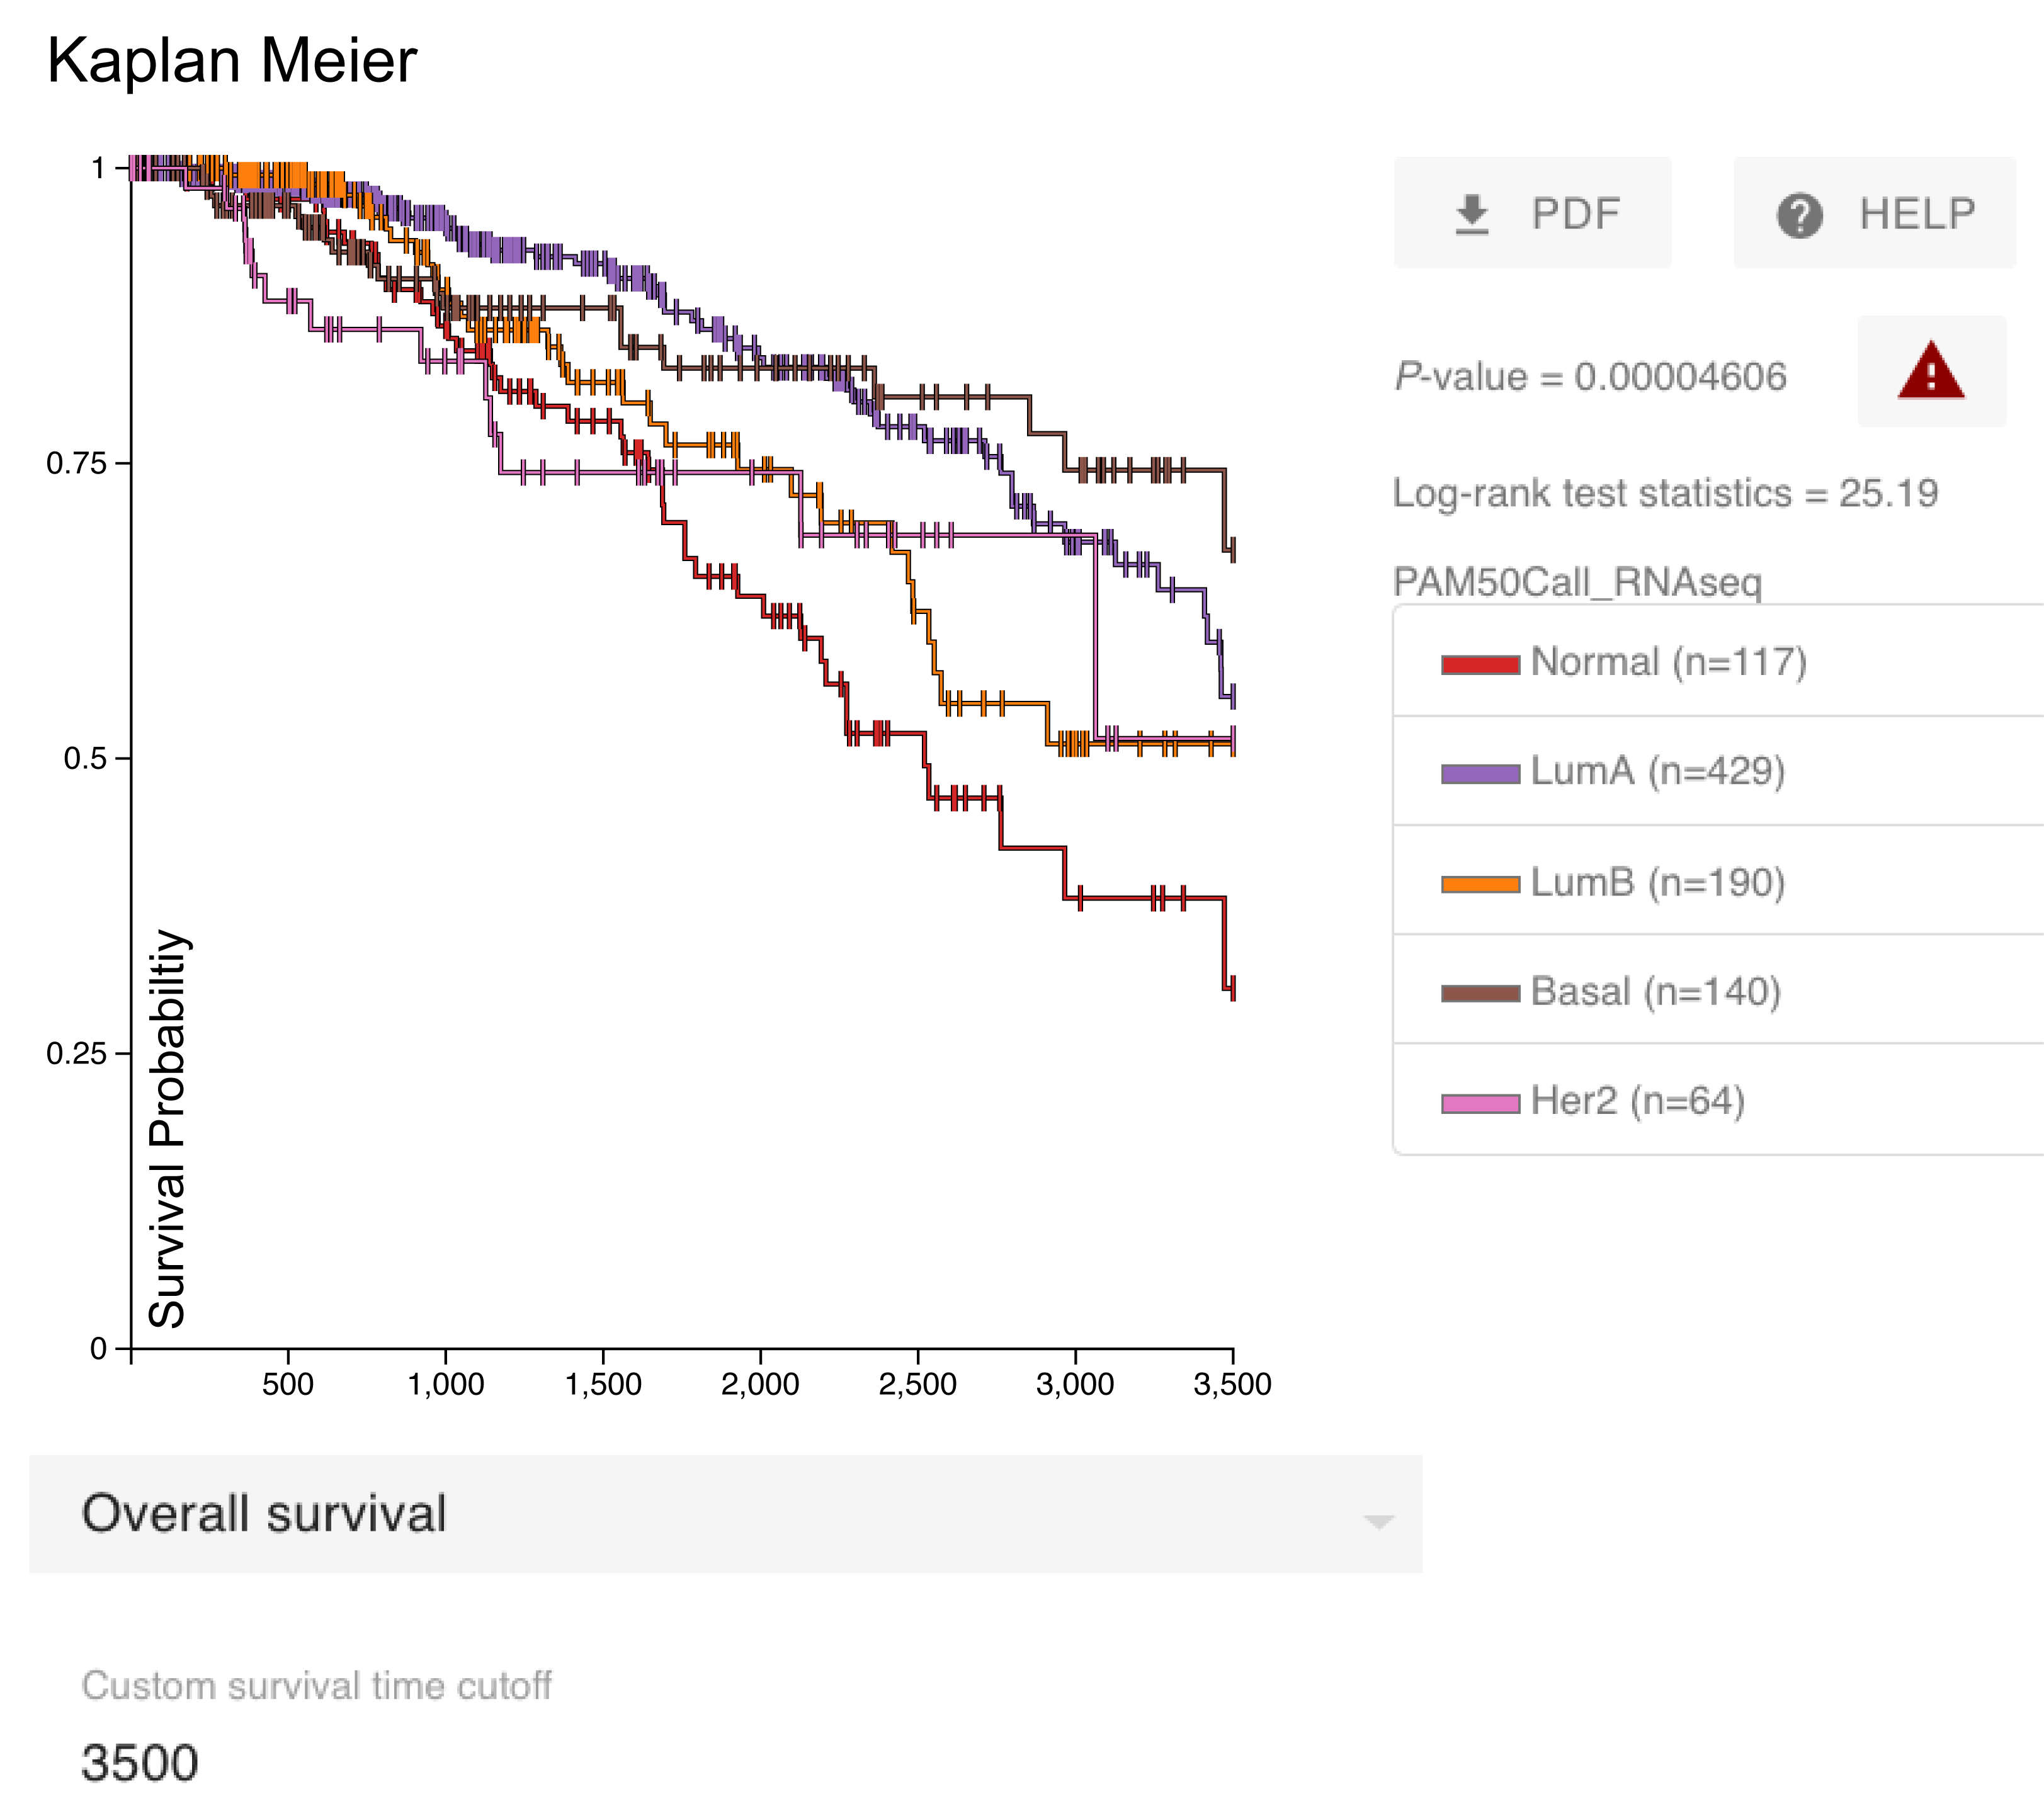 Kaplan Meier
1
0.75
0.5
0.25
0
Survival Probabiltiy
500
1,000
1,500
2,000
2,500
3,000
3,500
PDF
HELP
P-value = 0.00004606
Log-rank test statistics = 25.19
PAM50Call_RNAseq
Normal (n=117)
LumA (n=429)
LumB (n=190)
Basal (n=140)
Her2 (n=64)
Overall survival
Custom survival time cutoff
3500